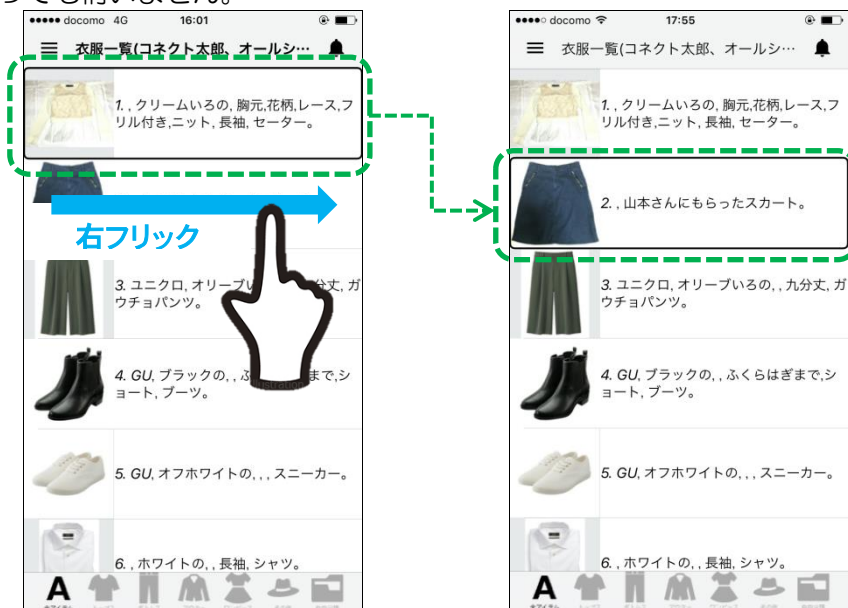 っても構いません。
docomo 4G 16:01
衣服一覧(コネクト太郎、オールシ…
1. , クリームいろの, 胸元,花柄,レース,フ
リル付き,ニット, 長袖, セーター。
右フリック
3. ユニクロ, オリーブい
分丈, ガ
ウチョパンツ。
4. GU, ブラックの, , ふ
まで,シ
ョート, ブーツ。
5. GU, オフホワイトの, , , スニーカー。
6. , ホワイトの, , 長袖, シャツ。
A
docomo 17:55
衣服一覧(コネクト太郎、オールシ…
1. , クリームいろの, 胸元,花柄,レース,フ
リル付き,ニット, 長袖, セーター。
2. , 山本さんにもらったスカート。
3. ユニクロ, オリーブいろの, , 九分丈, ガ
ウチョパンツ。
4. GU, ブラックの, , ふくらはぎまで,シ
ョート, ブーツ。
5. GU, オフホワイトの, , , スニーカー。
6. , ホワイトの, , 長袖, シャツ。
A